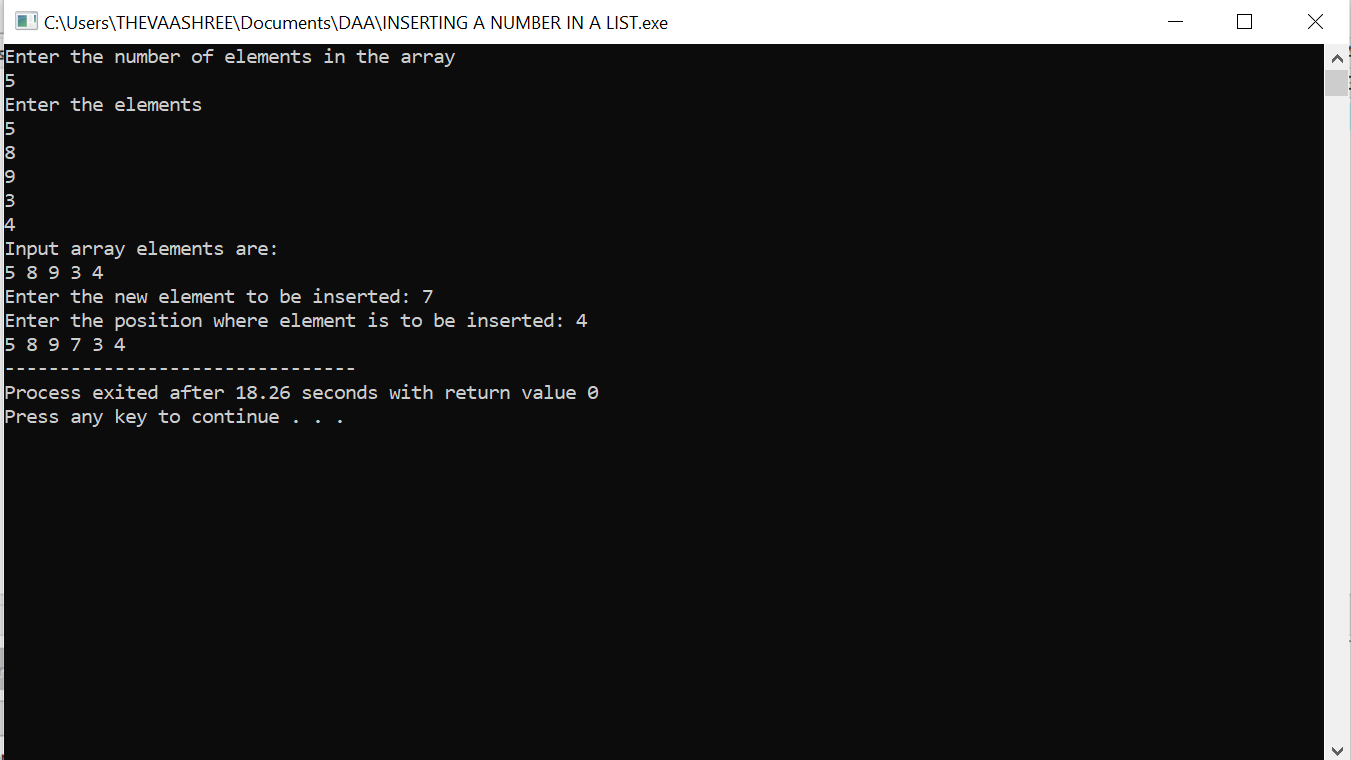 C:\Users\THEVAASHREE\Documents\DAA\INSERTING A NUMBER IN A LIST.exe
Enter the number of elements in the array
5
Enter the elements
5
8
9
3
4
Input array elements are:
5 8 9 3 4
Enter the new element to be inserted: 7
Enter the position where element is to be inserted: 4
5 8 9 7 3 4
--------------------------------
Process exited after 18.26 seconds with return value 0
Press any key to continue . . .